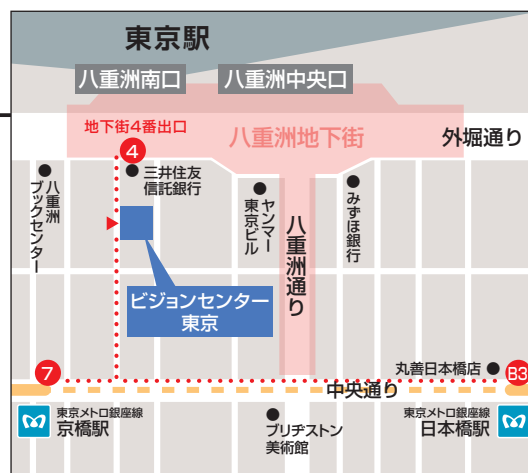 東京駅
八重洲南口
八重洲中央口
地下街4番出口
八重洲地下街
外堀通り
4
三井住友
信託銀行
八重洲
ブックセンター
ヤンマー
東京ビル
八重洲通り
みずほ銀行
ビジョンセンター
東京
7
丸善日本橋店
B3
中央通り
東京メトロ銀座線
京橋駅
ブリヂストン
美術館
東京メトロ銀座線
日本橋駅